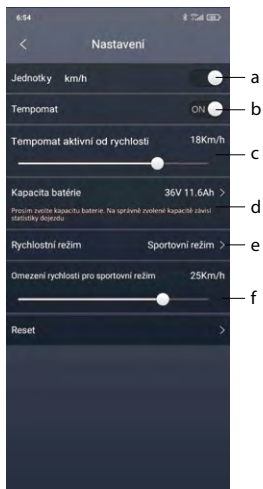 6:54
Nastavení
Jednotky km/h
a
Tempomat ON
b
Tempomat aktivní od rychlosti 18Km/h
c
Kapacita batérie 36V 11.6Ah >
Prosím zvolte kapacitu baterie. Na správně zvolené kapacitě závisí
statistiky dojezdu
d
Rychlostní režim Sportovní režim >
e
Omezení rychlosti pro sportovní režim 25Km/h
f
Reset >